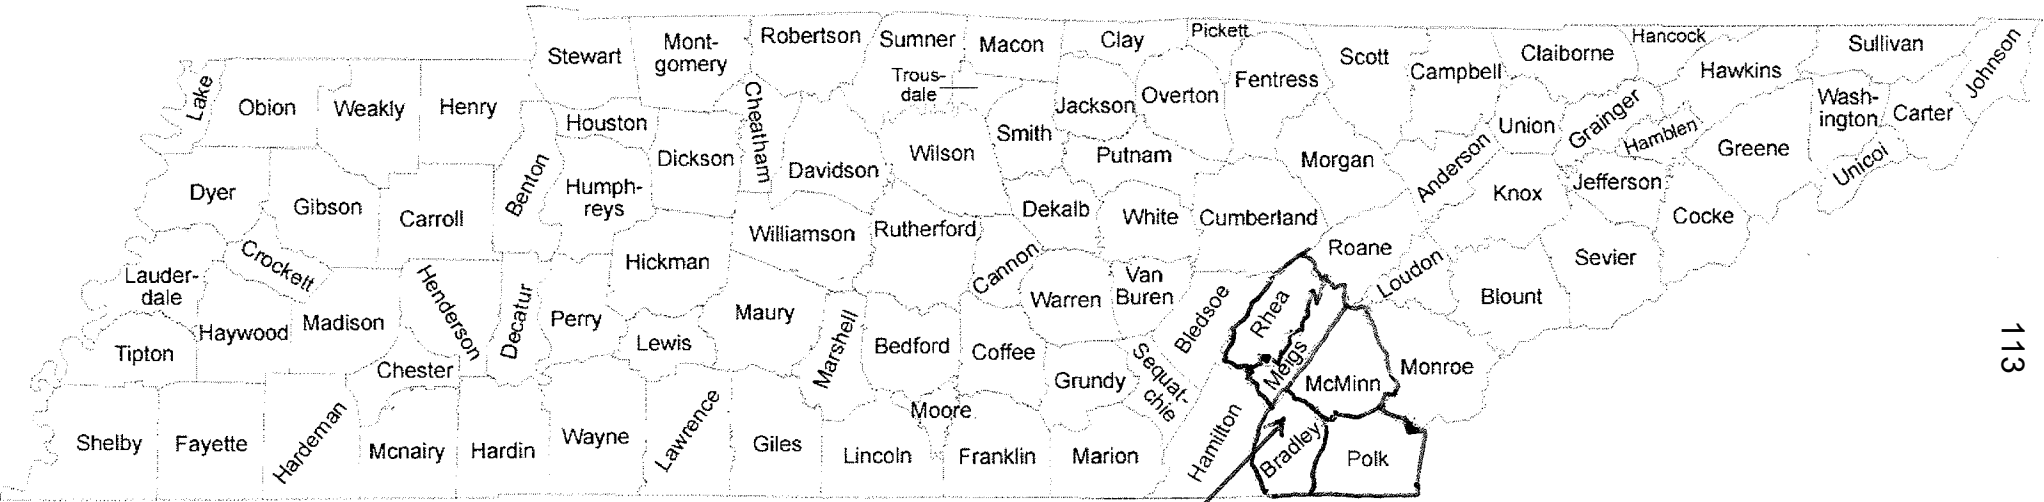 Stewart
Mont-
gomery
Robertson
Sumner
Macon
Clay
Pickett
Scott
Campbell
Claiborne
Hancock
Hawkins
Sullivan
Johnson
Lake
Obion
Weakly
Henry
Houston
Cheatham
Trous-
dale
Smith
Jackson
Overton
Fentress
Union
Grainger
Hamblen
Wash-
ington
Carter
Unicoi
Dyer
Gibson
Carroll
Benton
Humph-
reys
Dickson
Davidson
Wilson
Putnam
Morgan
Anderson
Knox
Jefferson
Greene
Cocke
Lauder-
dale
Crockett
Henderson
Decatur
Perry
Hickman
Williamson
Rutherford
Cannon
Dekalb
White
Cumberland
Van
Buren
Warren
Bledsoe
Rhea
Roane
Loudon
Blount
Sevier
Tipton
Haywood
Madison
Chester
Lewis
Maury
Marshell
Bedford
Coffee
Grundy
Sequat-
chie
Meigs
McMinn
Monroe
Shelby
Fayette
Hardeman
Mcnairy
Hardin
Wayne
Lawrence
Giles
Lincoln
Moore
Franklin
Marion
Hamilton
Bradley
Polk
113